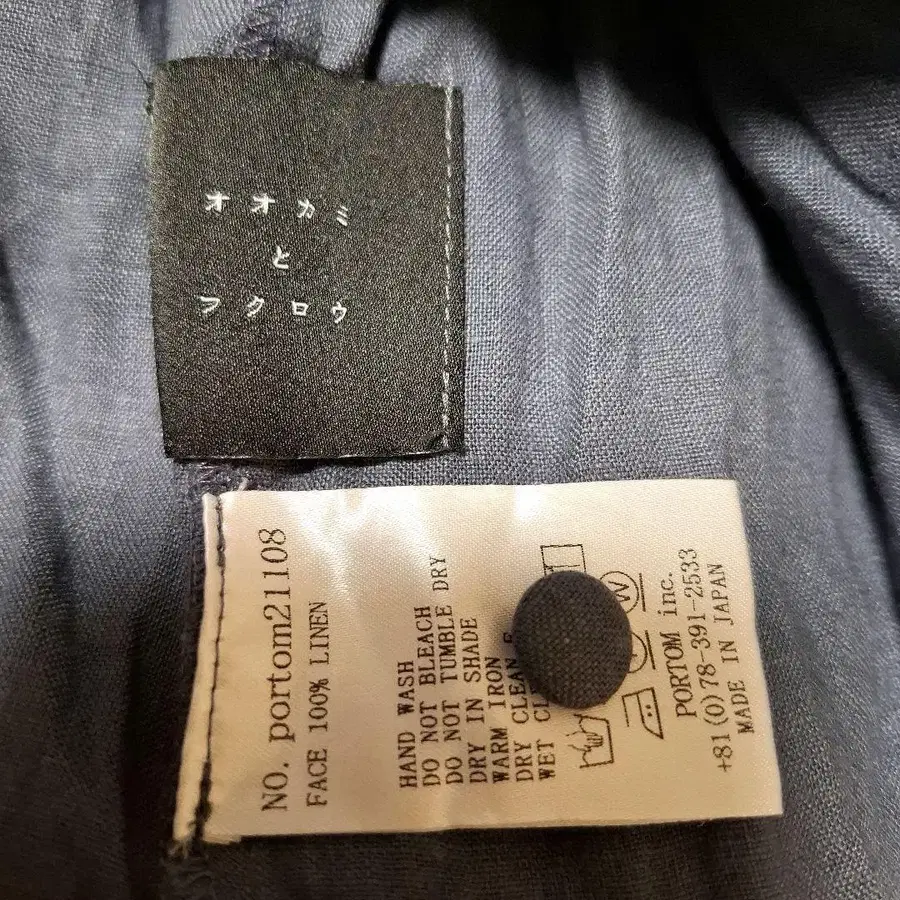 オオカミ
と
フクロウ
NO. portom21108
FACE 100% LINEN
HAND WASH
DO NOT BLEACH
DO NOT TUMBLE DRY
DRY IN SHADE
WARM IRON
DRY CLEAN
WET
W
PORTOM inc.
+81(0)78-391-2533
MADE IN JAPAN